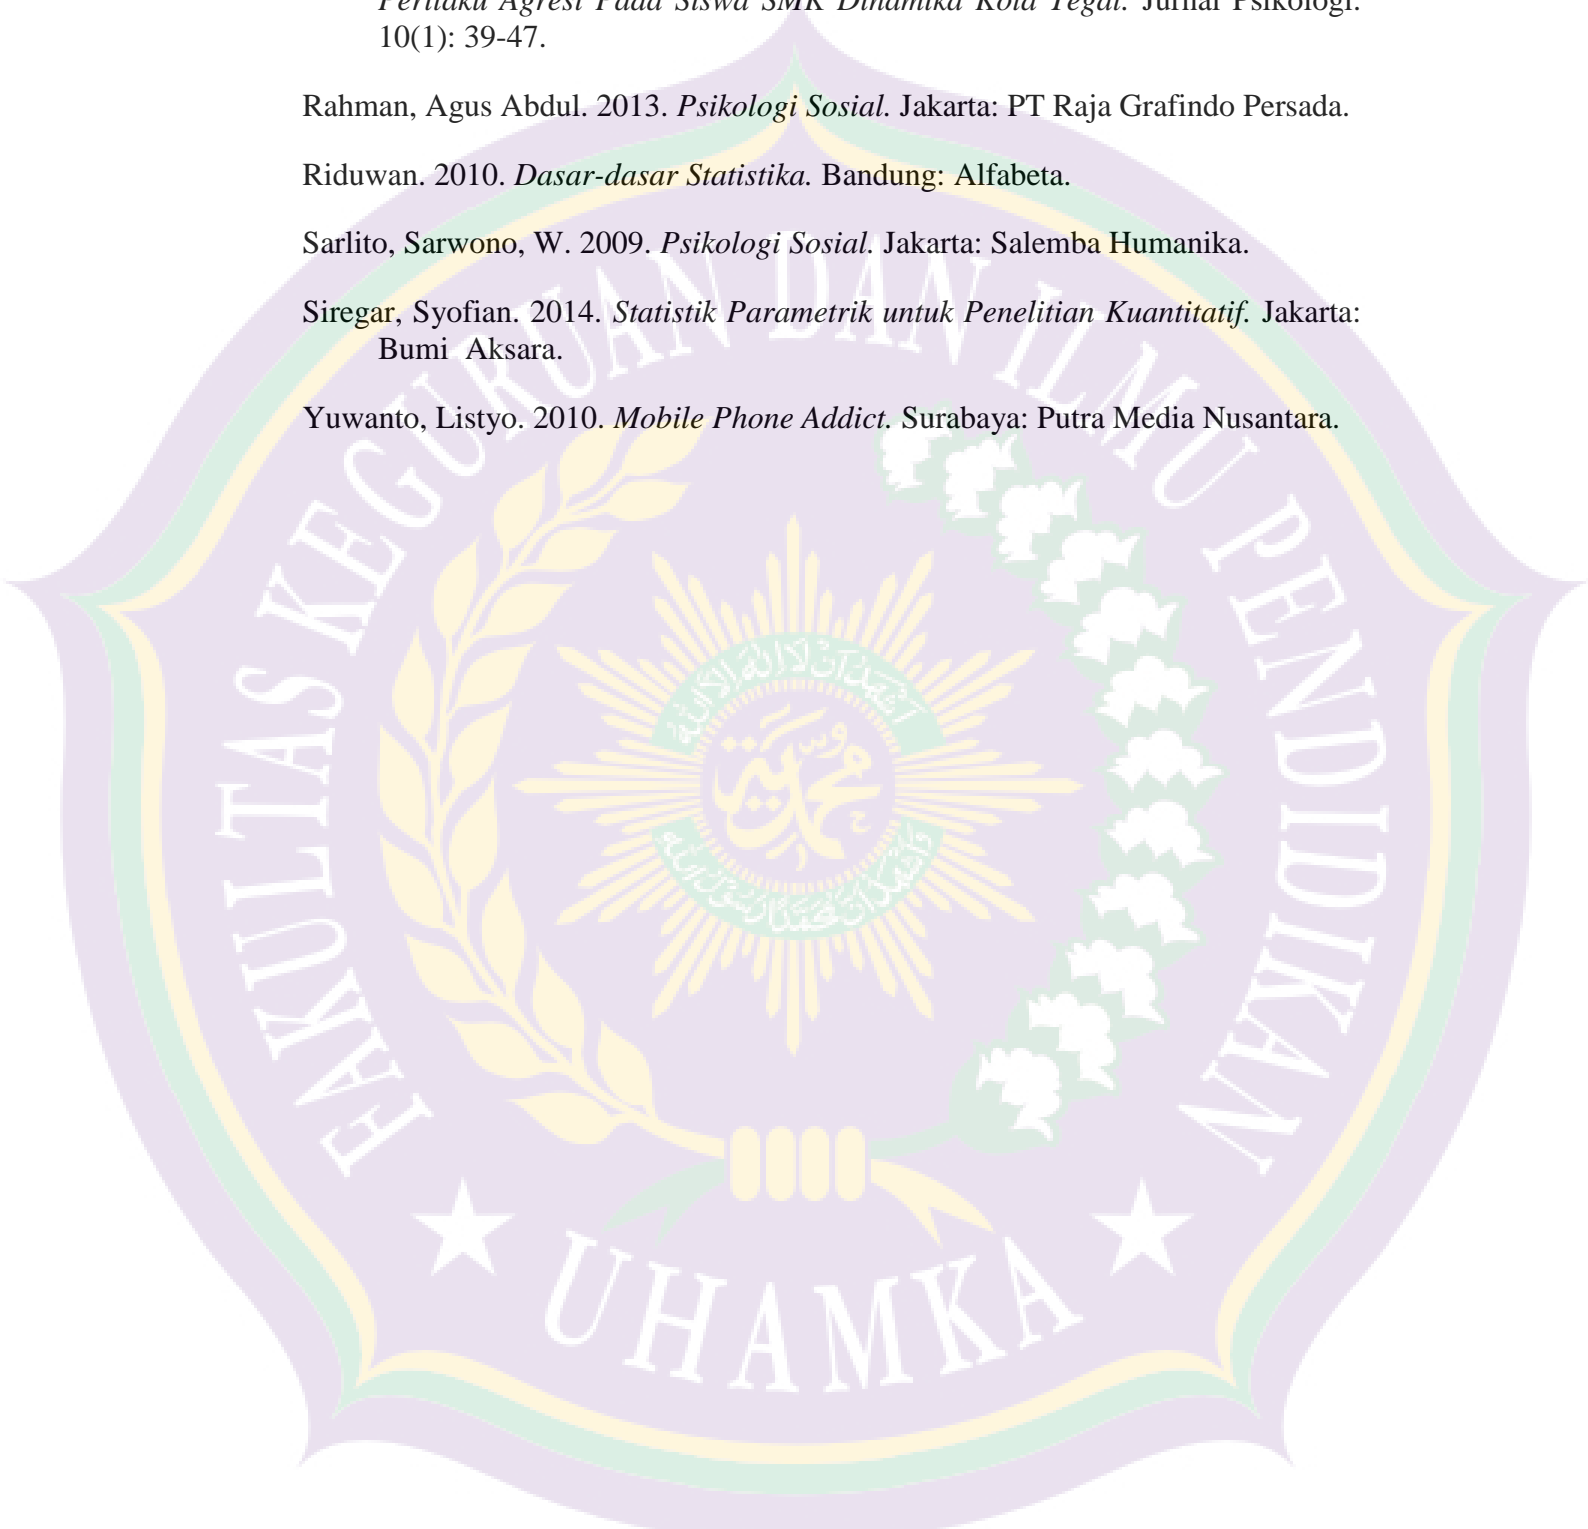 Perilaku Agresi Pada Siswa SMK Dinamika Kota Tegal. Jurnal Psikologi.
10(1): 39-47.
Rahman, Agus Abdul. 2013. Psikologi Sosial. Jakarta: PT Raja Grafindo Persada.
Riduwan. 2010. Dasar-dasar Statistika. Bandung: Alfabeta.
Sarlito, Sarwono, W. 2009. Psikologi Sosial. Jakarta: Salemba Humanika.
Siregar, Syofian. 2014. Statistik Parametrik untuk Penelitian Kuantitatif. Jakarta:
Bumi Aksara.
Yuwanto, Listyo. 2010. Mobile Phone Addict. Surabaya: Putra Media Nusantara.
FAKULTAS KEGURUAN DAN ILMU PENDIDIKAN
محمدية
UHAMKA